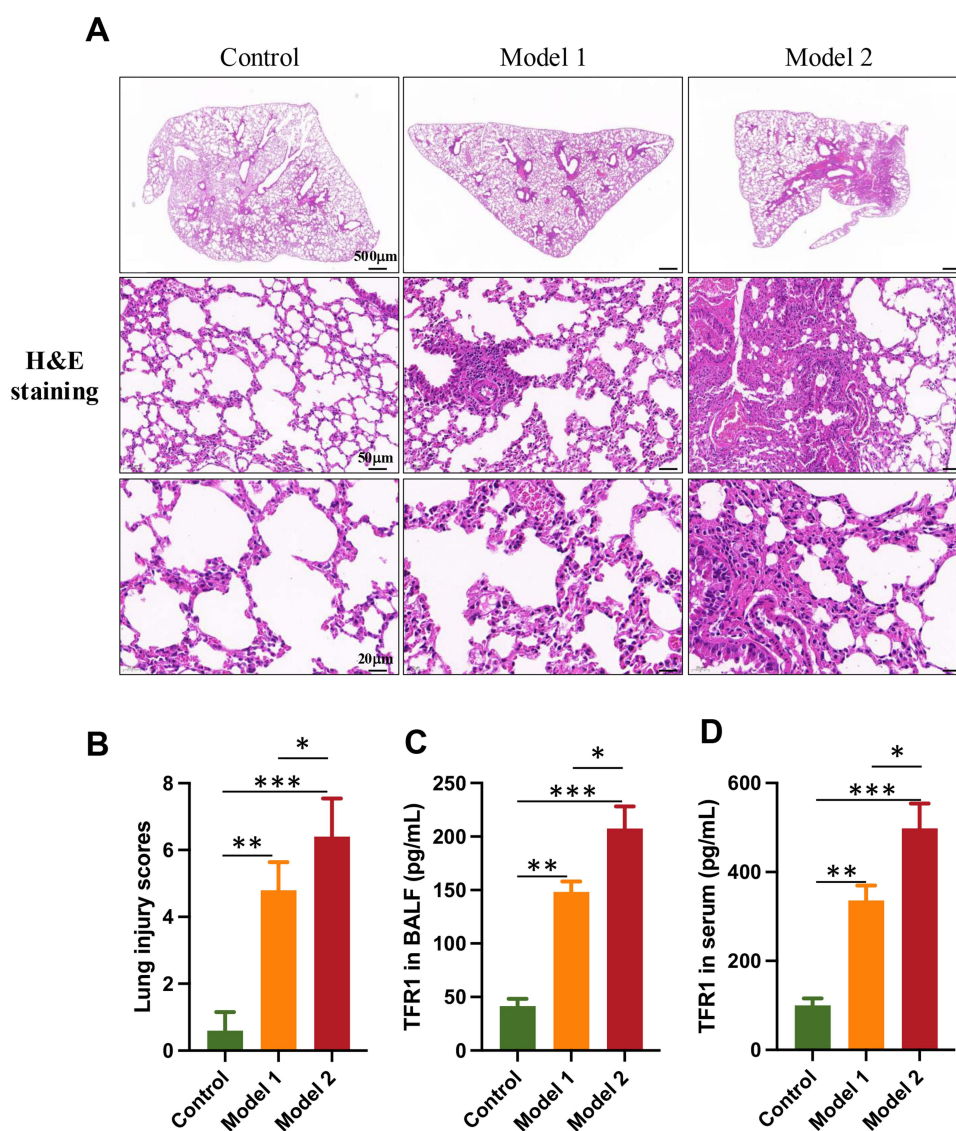 A
Control
Model 1
Model 2
500μm
H&E
staining
50μm
20μm
B
Lung injury scores
8
6
4
2
0
*
***
**
Control
Model 1
Model 2
C
TFR1 in BALF (pg/mL)
250
200
150
100
50
0
*
***
**
Control
Model 1
Model 2
D
TFR1 in serum (pg/mL)
600
400
200
0
*
***
**
Control
Model 1
Model 2